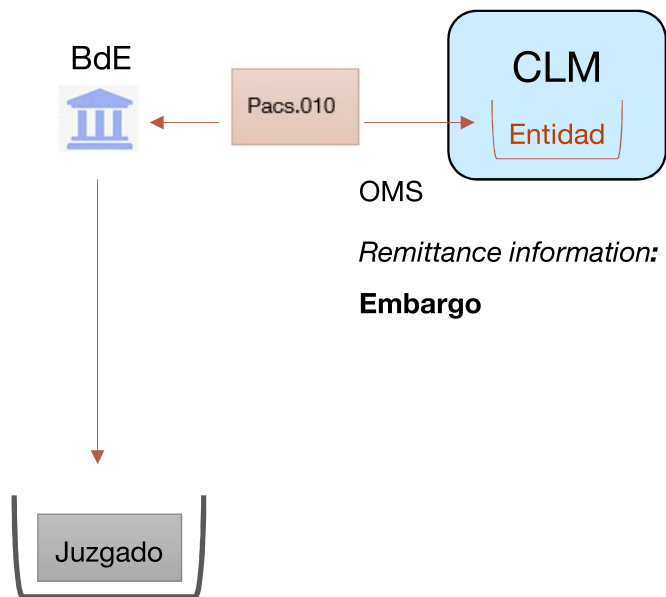 BdE
Pacs.010
CLM
Entidad
OMS
Remittance information:
Embargo
Juzgado